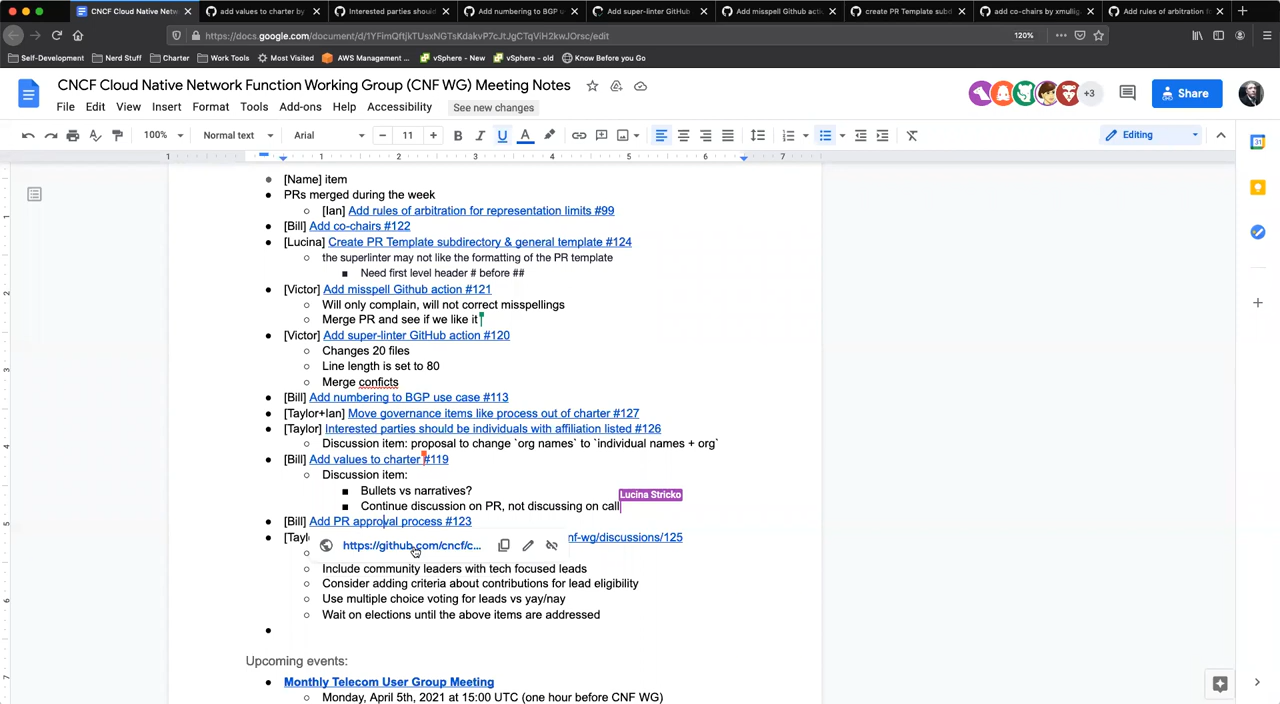 CNCF Cloud Native Netw
add values to charter by
Interested parties shoul
Add numbering to BGP u
Add super-linter GitHub
Add misspell Github acti
create PR Template subd
add co-chairs by xmullig
Add rules of arbitration f
https://docs.google.com/document/d/1YFimQftjkTUsxNGTsKdakvP7cJtJgCTqViH2kwJOrsc/edit
120%
Self-Development
Nerd Stuff
Charter
Work Tools
Most Visited
AWS Management ...
vSphere - New
vSphere - old
Know Before you Go
CNCF Cloud Native Network Function Working Group (CNF WG) Meeting Notes
+3
Share
File Edit View Insert Format Tools Add-ons Help Accessibility
See new changes
100%
Normal text
Arial
11
Editing
1 1 2 3 4 5 6 7
[Name] item
PRs merged during the week
[Ian] Add rules of arbitration for representation limits #99
[Bill] Add co-chairs #122
[Lucina] Create PR Template subdirectory & general template #124
the superlinter may not like the formatting of the PR template
Need first level header # before ##
[Victor] Add misspell Github action #121
Will only complain, will not correct misspellings
Merge PR and see if we like it
[Victor] Add super-linter GitHub action #120
Changes 20 files
Line length is set to 80
Merge conficts
[Bill] Add numbering to BGP use case #113
[Taylor+Ian] Move governance items like process out of charter #127
[Taylor] Interested parties should be individuals with affiliation listed #126
Discussion item: proposal to change `org names` to `individual names + org`
[Bill] Add values to charter #119
Discussion item:
Bullets vs narratives?
Lucina Stricko
Continue discussion on PR, not discussing on call
[Bill] Add PR approval process #123
[Tayl
nf-wg/discussions/125
https://github.com/cncf/c...
Include community leaders with tech focused leads
Consider adding criteria about contributions for lead eligibility
Use multiple choice voting for leads vs yay/nay
Wait on elections until the above items are addressed
Upcoming events:
Monthly Telecom User Group Meeting
Monday, April 5th, 2021 at 15:00 UTC (one hour before CNF WG)